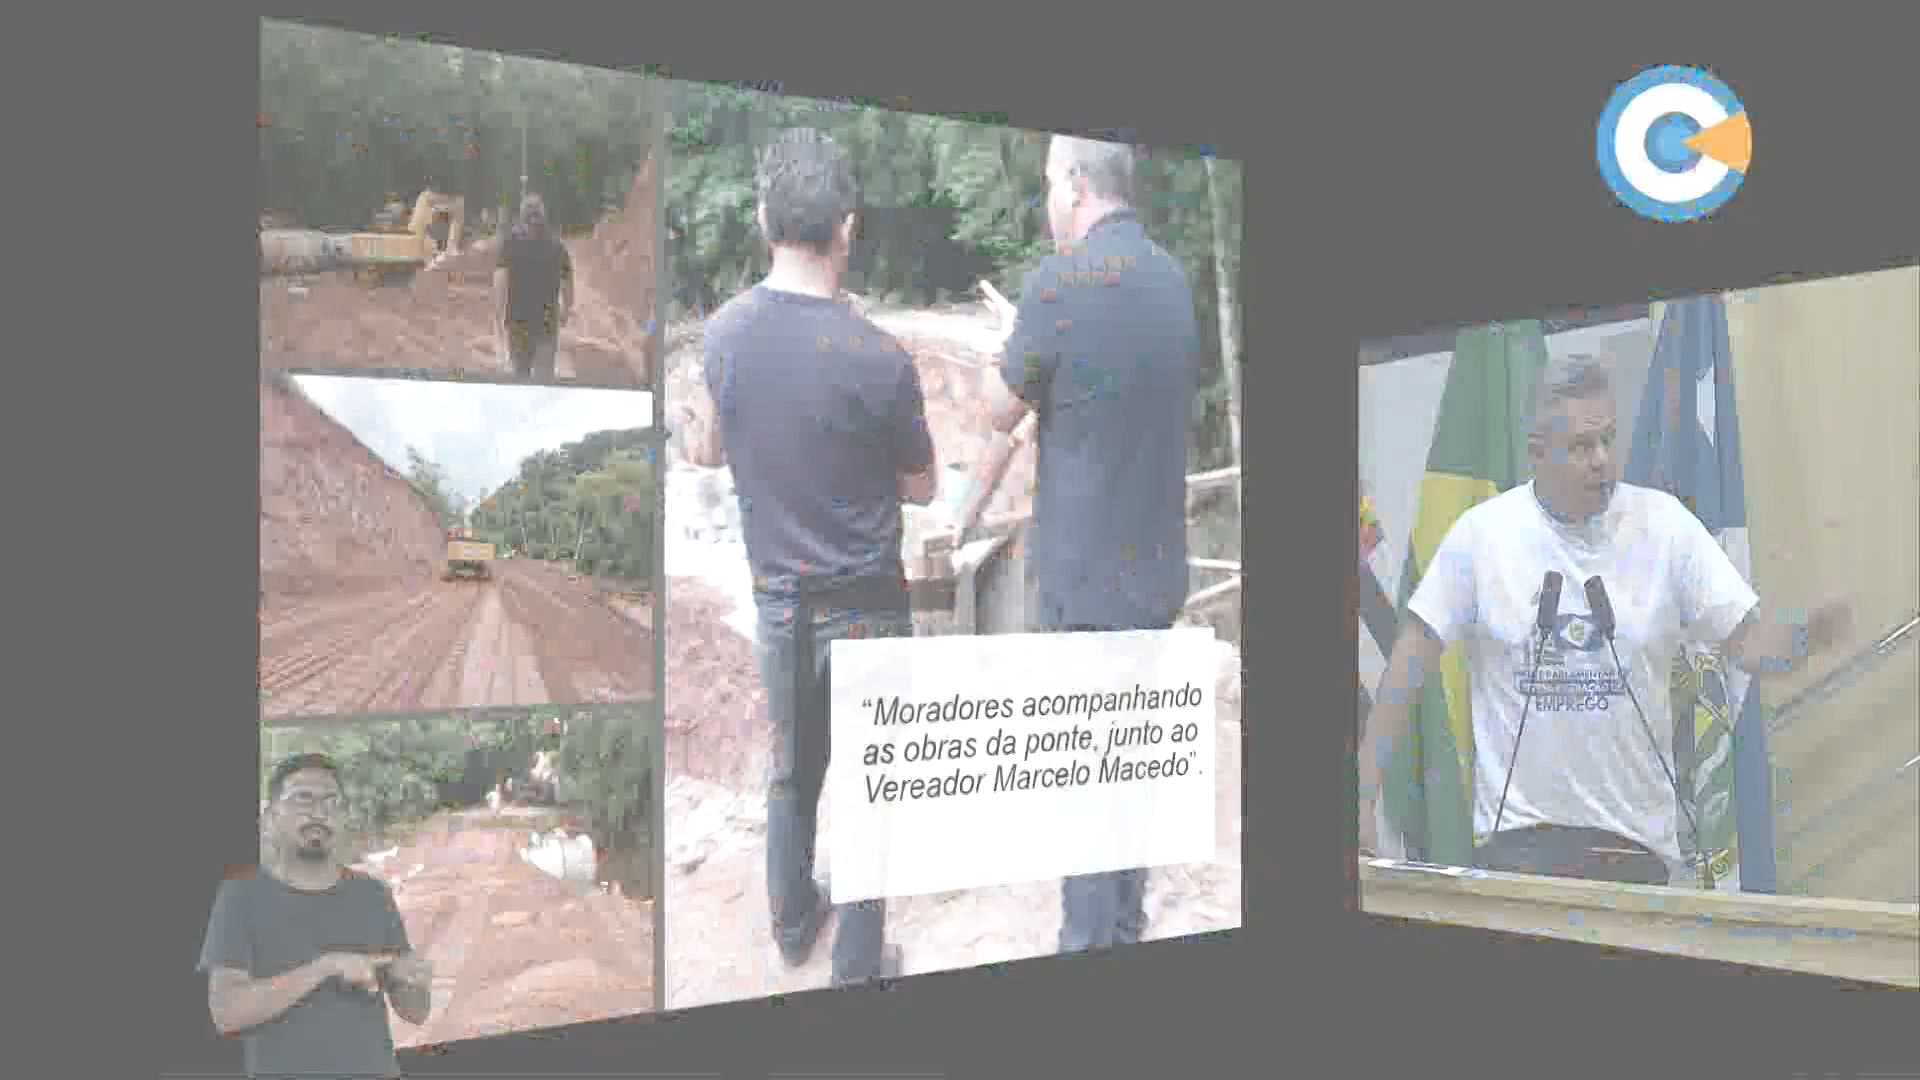 “Moradores acompanhando
as obras da ponte, junto ao
Vereador Marcelo Macedo”.
EMPREGO